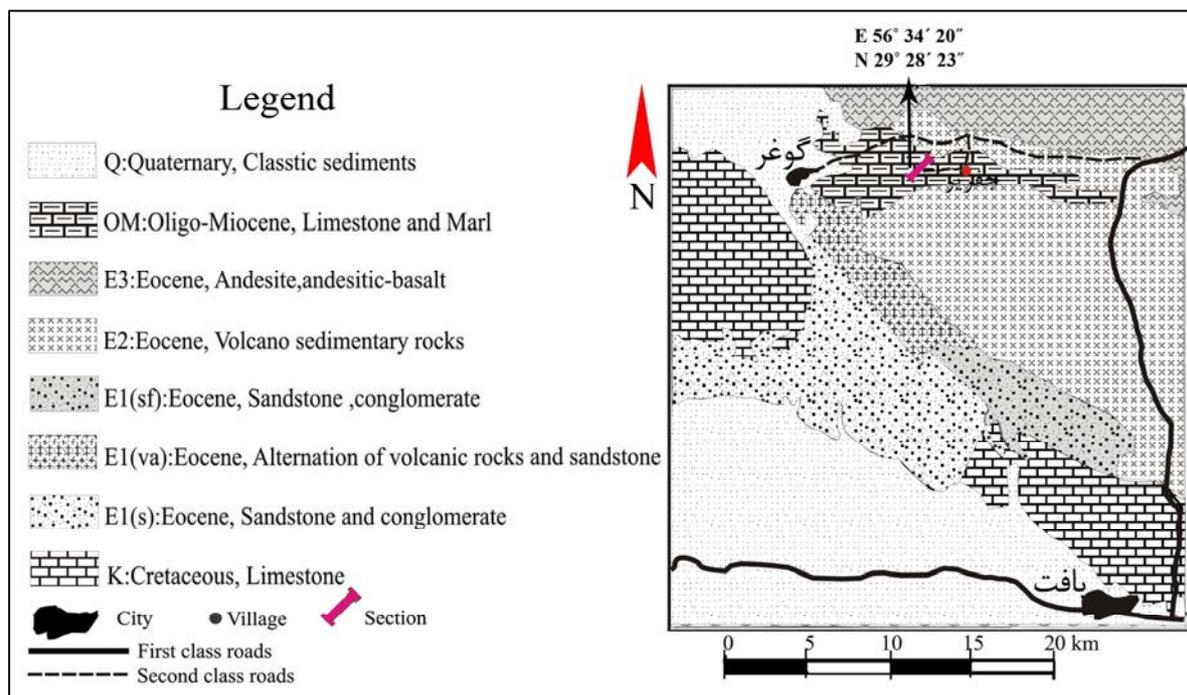 Legend
Q:Quaternary, Classtic sediments
OM:Oligo-Miocene, Limestone and Marl
E3:Eocene, Andesite,andesitic-basalt
E2:Eocene, Volcano sedimentary rocks
E1(sf):Eocene, Sandstone ,conglomerate
E1(va):Eocene, Alternation of volcanic rocks and sandstone
E1(s):Eocene, Sandstone and conglomerate
K:Cretaceous, Limestone
City
Village
Section
First class roads
Second class roads
E 56° 34´ 20˝
N 29° 28´ 23˝
N
گوغر
بافت
0 5 10 15 20 km